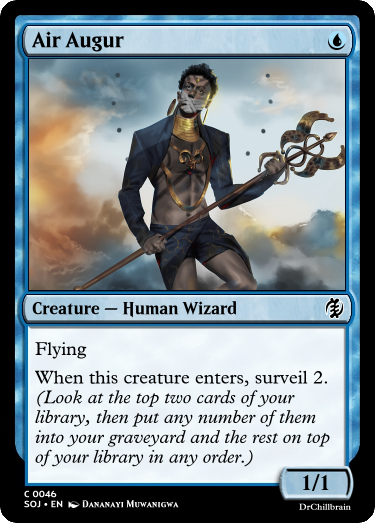 Air Augur
Creature — Human Wizard
Flying
When this creature enters, surveil 2.
(Look at the top two cards of your
library, then put any number of them
into your graveyard and the rest on top
of your library in any order.)
1/1
C 0046
SOJ • EN Dananayi Muwanigwa
DrChillbrain